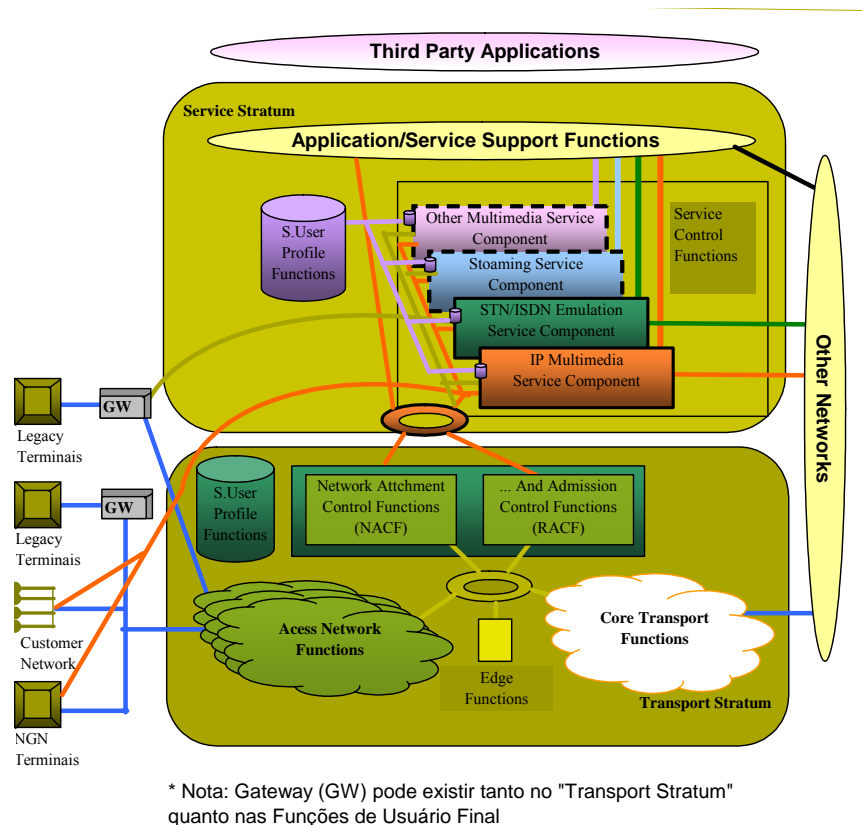 Third Party Applications
Service Stratum
Application/Service Support Functions
S.User
Profile
Functions
Other Multimedia Service
Component
Service
Control
Functions
Stoaming Service
Component
STN/ISDN Emulation
Service Component
IP Multimedia
Service Component
Other Networks
GW
Legacy
Terminais
GW
Legacy
Terminais
Customer
Network
NGN
Terminais
S.User
Profile
Functions
Network Attchment
Control Functions
(NACF)
... And Admission
Control Functions
(RACF)
Acess Network
Functions
Core Transport
Functions
Edge
Functions
Transport Stratum
* Nota: Gateway (GW) pode existir tanto no "Transport Stratum"
quanto nas Funções de Usuário Final